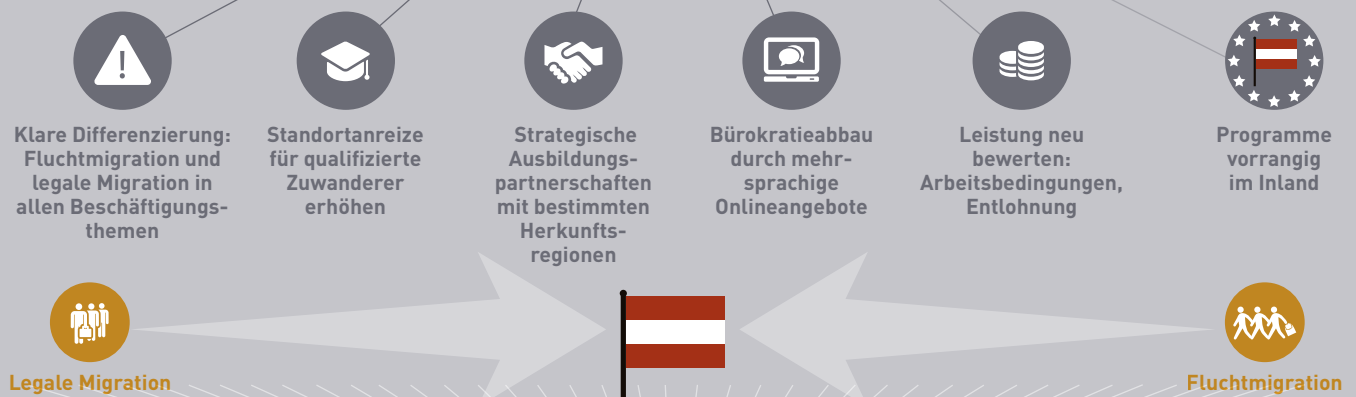 Klare Differenzierung:
Fluchtmigration und
legale Migration in
allen Beschäftigungs-
themen
Standortanreize
für qualifizierte
Zuwanderer
erhöhen
Strategische
Ausbildungs-
partnerschaften
mit bestimmten
Herkunfts-
regionen
Bürokratieabbau
durch mehr-
sprachige
Onlineangebote
Leistung neu
bewerten:
Arbeitsbedingungen,
Entlohnung
Programme
vorrangig
im Inland
Legale Migration
Fluchtmigration